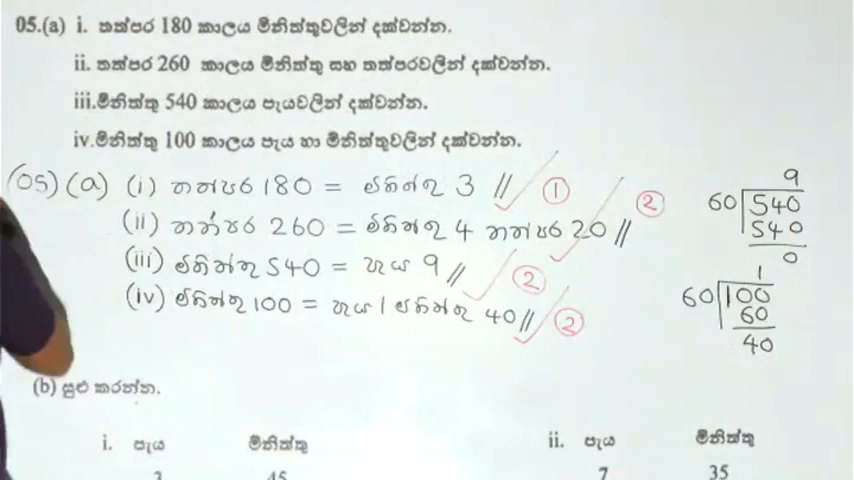 05.(a) i. තත්පර 180 කාලය මිනිත්තුවලින් දක්වන්න.
ii. තත්පර 260 කාලය මිනිත්තු සහ තත්පරවලින් දක්වන්න.
iii.මිනිත්තු 540 කාලය පැයවලින් දක්වන්න.
iv.මිනිත්තු 100 කාලය පැය හා මිනිත්තුවලින් දක්වන්න.
(05) (a) (i) තත්පර 180 = මිනිත්තු 3 // 1
(ii) තත්පර 260 = මිනිත්තු 4 තත්පර 20 // 2
(iii) මිනිත්තු 540 = පැය 9 // 2
(iv) මිනිත්තු 100 = පැය 1 මිනිත්තු 40 // 2
9
60 540
540
0
1
60 100
60
40
(b) සුළු කරන්න.
i. පැය මිනිත්තු
3 45
ii. පැය මිනිත්තු
7 35